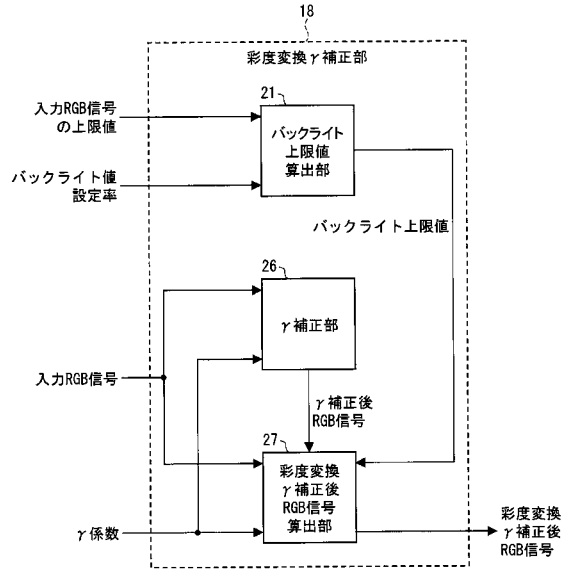 18
彩度変換γ補正部
入力RGB信号
の上限値
21
バックライト
上限値
算出部
バックライト値
設定率
バックライト上限値
26
γ補正部
入力RGB信号
γ補正後
RGB信号
27
彩度変換
γ補正後
RGB信号
算出部
γ係数
彩度変換
γ補正後
RGB信号